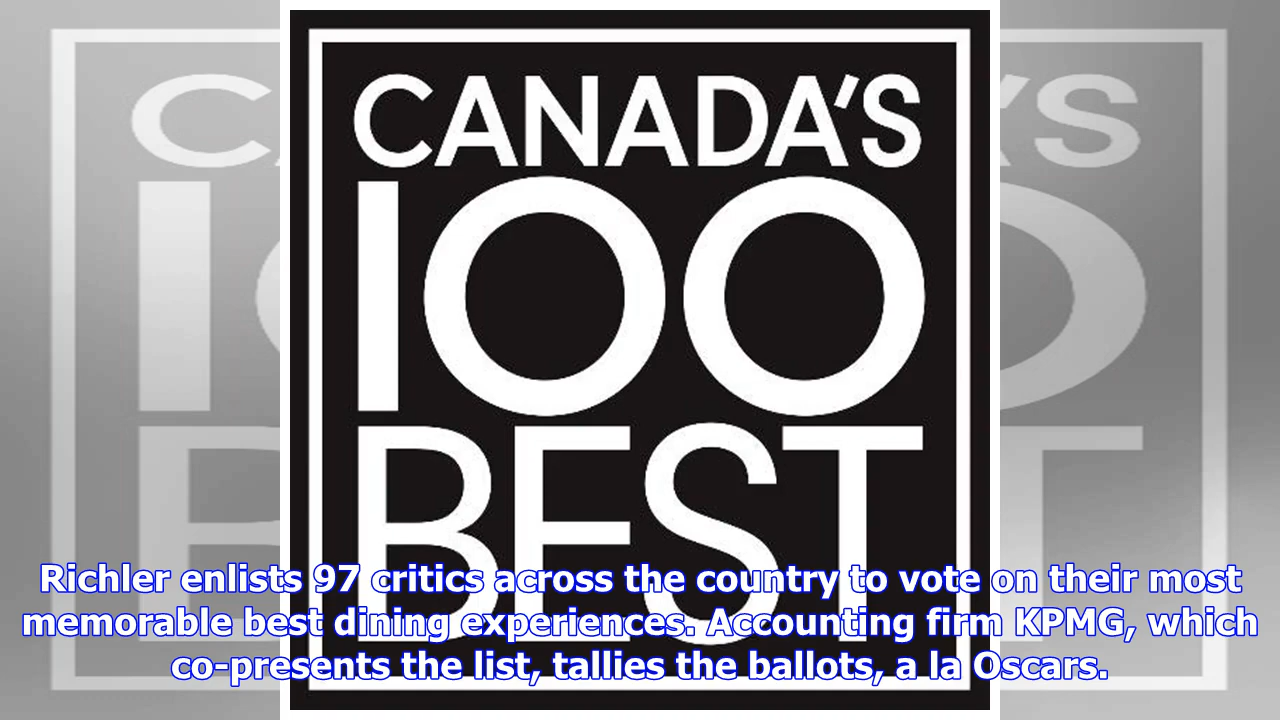 CANADA'S
100
BEST
Richler enlists 97 critics across the country to vote on their most
memorable best dining experiences. Accounting firm KPMG, which
co-presents the list, tallies the ballots, a la Oscars.